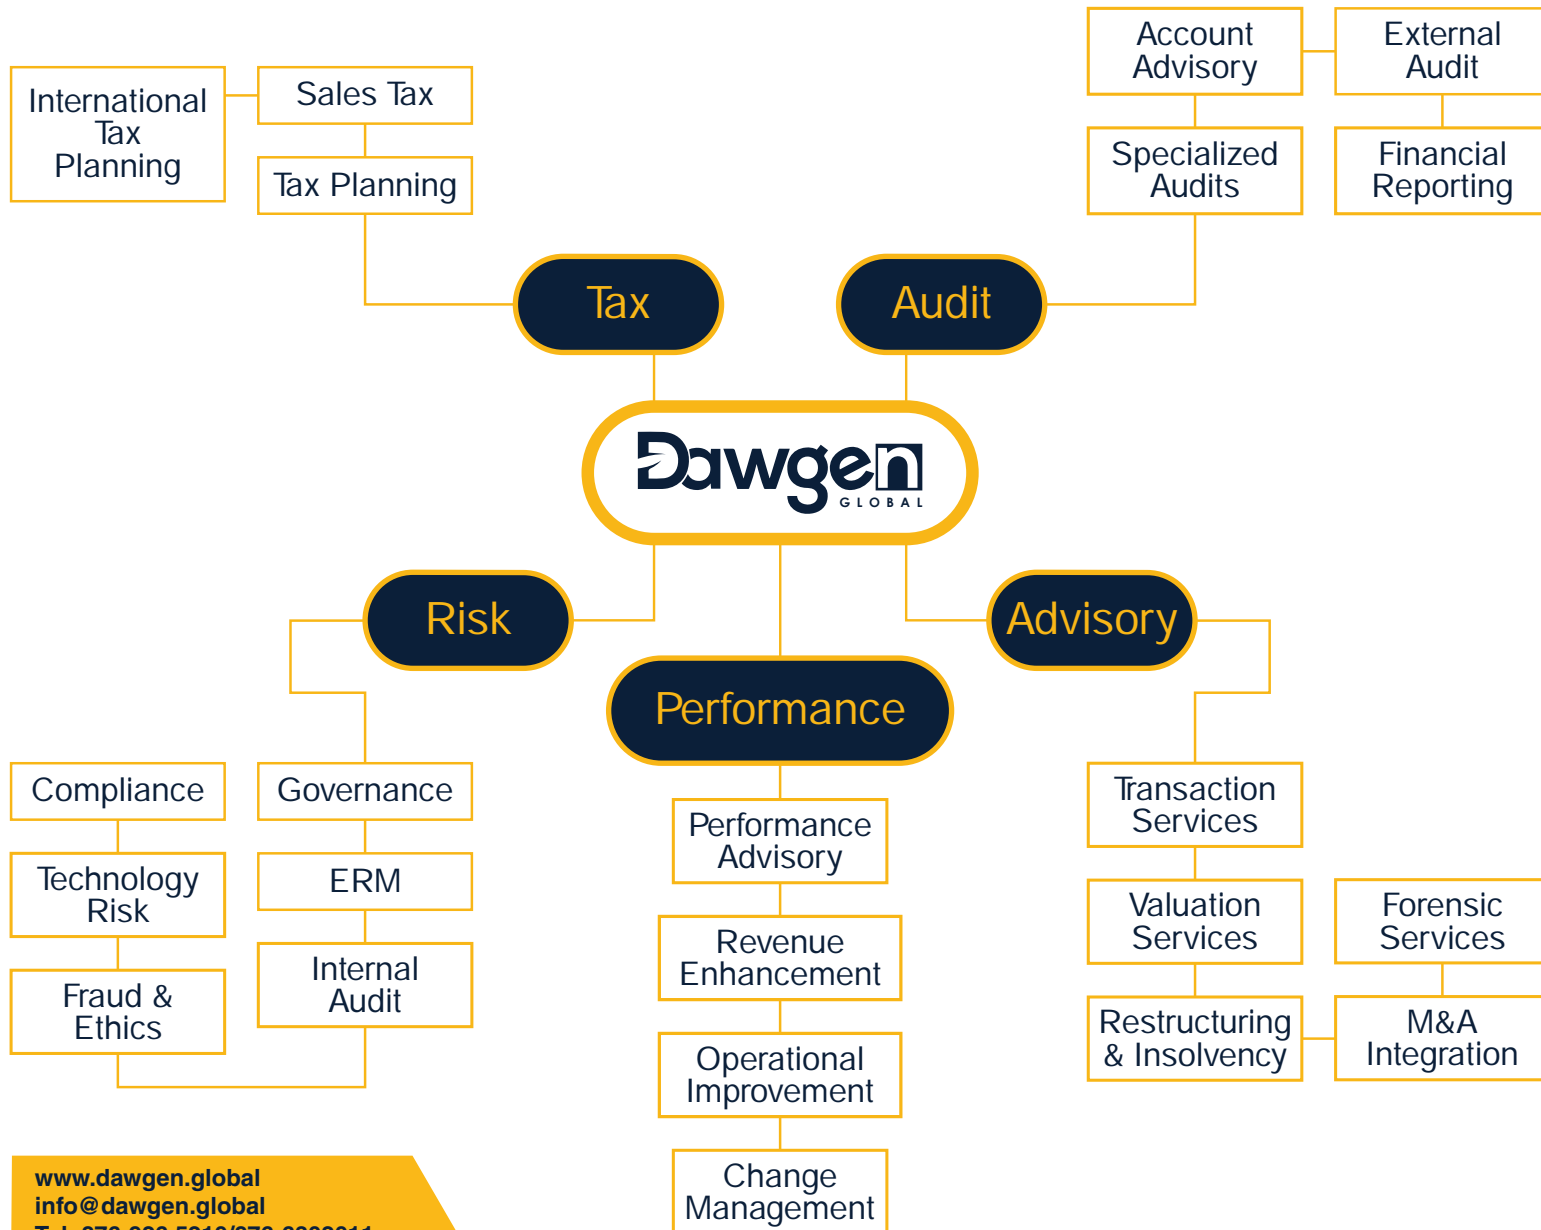 International
Tax
Planning
Sales Tax
Tax Planning
Account
Advisory
External
Audit
Specialized
Audits
Financial
Reporting
Tax
Audit
Dawgen
GLOBAL
Risk
Advisory
Performance
Compliance
Governance
Technology
Risk
ERM
Fraud &
Ethics
Internal
Audit
Performance
Advisory
Revenue
Enhancement
Operational
Improvement
Change
Management
Transaction
Services
Valuation
Services
Forensic
Services
Restructuring
& Insolvency
M&A
Integration
www.dawgen.global
info@dawgen.global